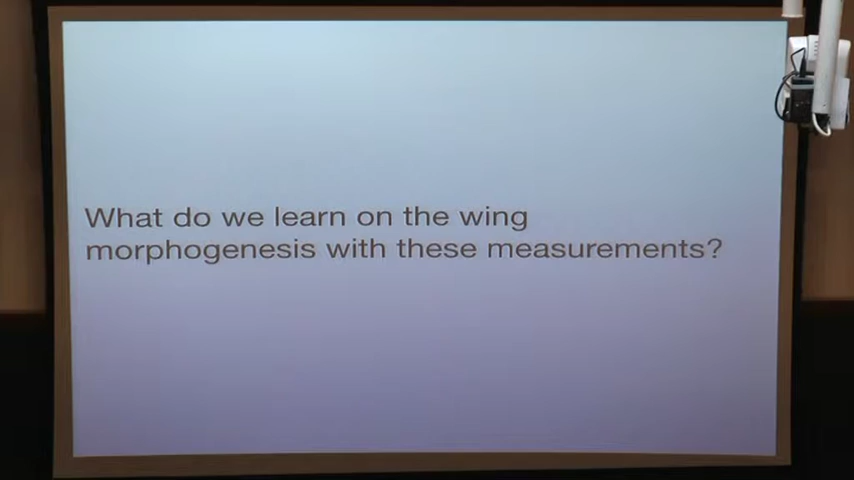 What do we learn on the wing
morphogenesis with these measurements?